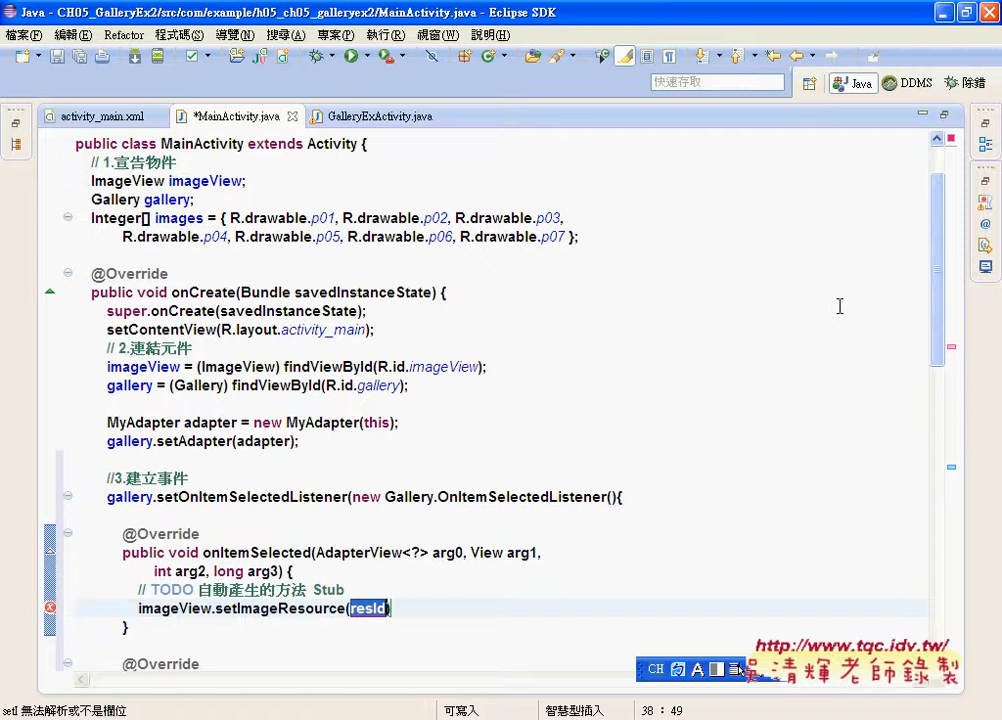 Java - CH05_GalleryEx2/src/com/example/h05_ch05_galleryex2/MainActivity.java - Eclipse SDK
檔案(F) 編輯(E) Refactor 程式碼(S) 導覽(N) 搜尋(A) 專案(P) 執行(R) 視窗(W) 說明(H)
快速存取 Java DDMS 除錯
activity_main.xml *MainActivity.java GalleryExActivity.java
public class MainActivity extends Activity {
// 1.宣告物件
ImageView imageView;
Gallery gallery;
Integer[] images = { R.drawable.p01, R.drawable.p02, R.drawable.p03,
R.drawable.p04, R.drawable.p05, R.drawable.p06, R.drawable.p07 };
@Override
public void onCreate(Bundle savedInstanceState) {
super.onCreate(savedInstanceState);
setContentView(R.layout.activity_main);
// 2.連結元件
imageView = (ImageView) findViewById(R.id.imageView);
gallery = (Gallery) findViewById(R.id.gallery);
MyAdapter adapter = new MyAdapter(this);
gallery.setAdapter(adapter);
//3.建立事件
gallery.setOnItemSelectedListener(new Gallery.OnItemSelectedListener(){
@Override
public void onItemSelected(AdapterView<?> arg0, View arg1,
int arg2, long arg3) {
// TODO 自動產生的方法 Stub
imageView.setImageResource(resId)
}
@Override
http://www.tqc.idv.tw/
CH A
吳清輝老師錄製
setI 無法解析或不是欄位 可寫入 智慧型插入 38 : 49